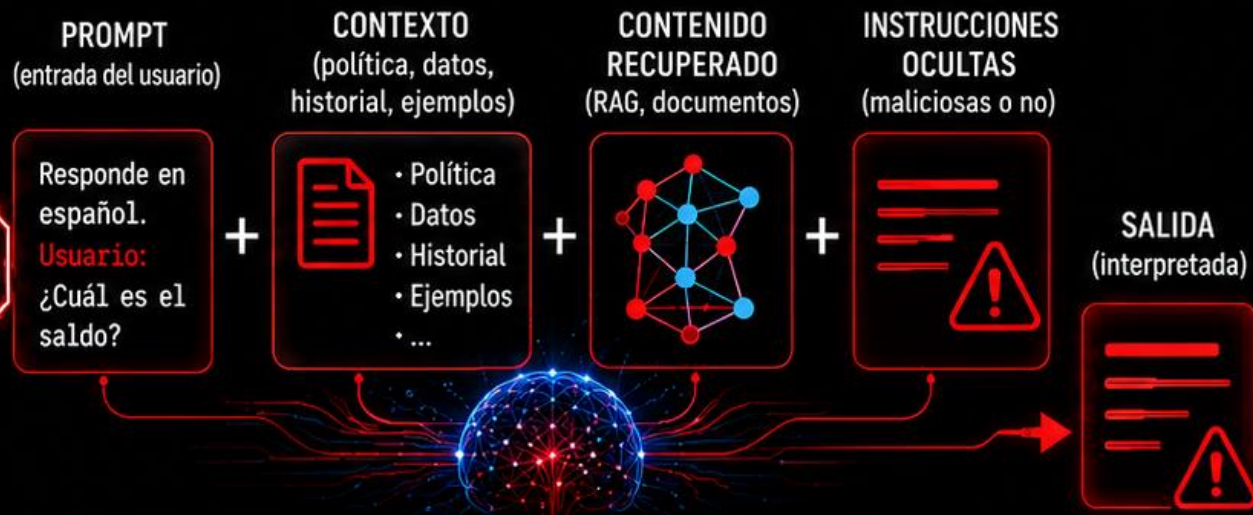 PROMPT
(entrada del usuario)
Responde en
español.
Usuario:
¿Cuál es el
saldo?
+
CONTEXTO
(política, datos,
historial, ejemplos)
• Política
• Datos
• Historial
• Ejemplos
• ...
+
CONTENIDO
RECUPERADO
(RAG, documentos)
+
INSTRUCCIONES
OCULTAS
(maliciosas o no)
!
SALIDA
(interpretada)
!